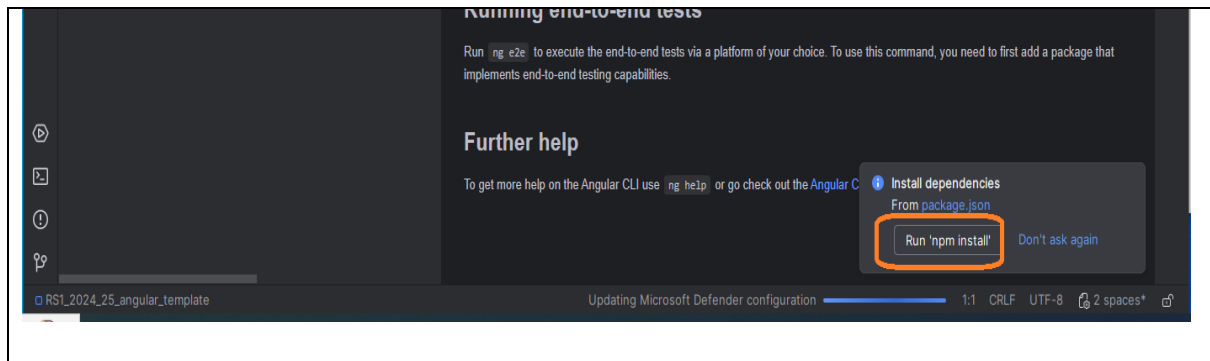 Running end-to-end tests
Run ng e2e to execute the end-to-end tests via a platform of your choice. To use this command, you need to first add a package that
implements end-to-end testing capabilities.
Further help
To get more help on the Angular CLI use ng help or go check out the Angular C
Install dependencies
From package.json
Run 'npm install'
Don't ask again
RS1_2024_25_angular_template
Updating Microsoft Defender configuration
1:1 CRLF UTF-8 2 spaces*